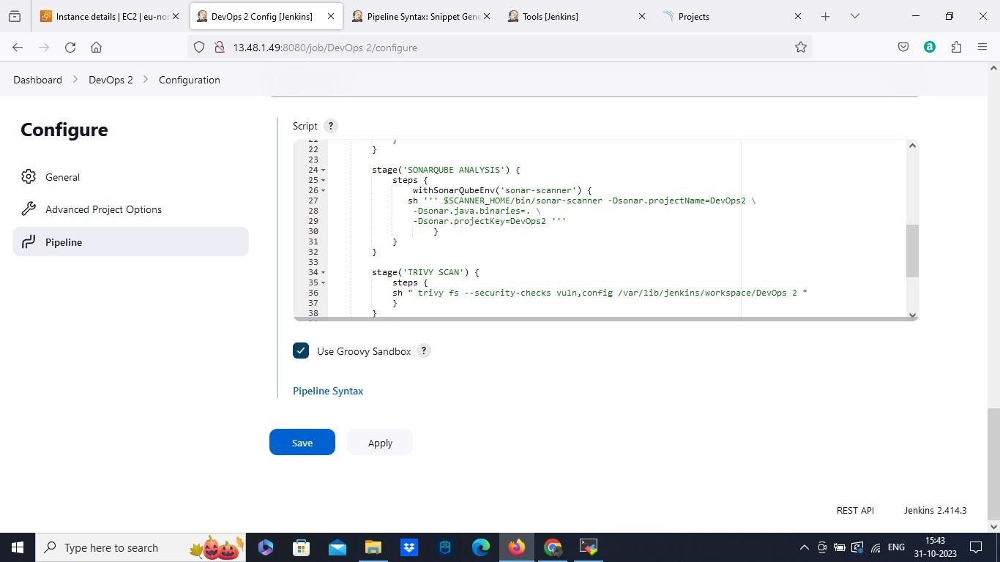 Instance details | EC2 | eu-nor
DevOps 2 Config [Jenkins]
Pipeline Syntax: Snippet Gene
Tools [Jenkins]
Projects
13.48.1.49:8080/job/DevOps 2/configure
Dashboard > DevOps 2 > Configuration
Configure
General
Advanced Project Options
Pipeline
Script ?
21 }
22 }
23
24 stage('SONARQUBE ANALYSIS') {
25 steps {
26 withSonarQubeEnv('sonar-scanner') {
27 sh ''' $SCANNER_HOME/bin/sonar-scanner -Dsonar.projectName=DevOps2 \
28 -Dsonar.java.binaries=. \
29 -Dsonar.projectKey=DevOps2 '''
30 }
31 }
32 }
33
34 stage('TRIVY SCAN') {
35 steps {
36 sh " trivy fs --security-checks vuln,config /var/lib/jenkins/workspace/DevOps 2 "
37 }
38 }
Use Groovy Sandbox ?
Pipeline Syntax
Save
Apply
REST API
Jenkins 2.414.3
Type here to search
ENG
15:43
31-10-2023